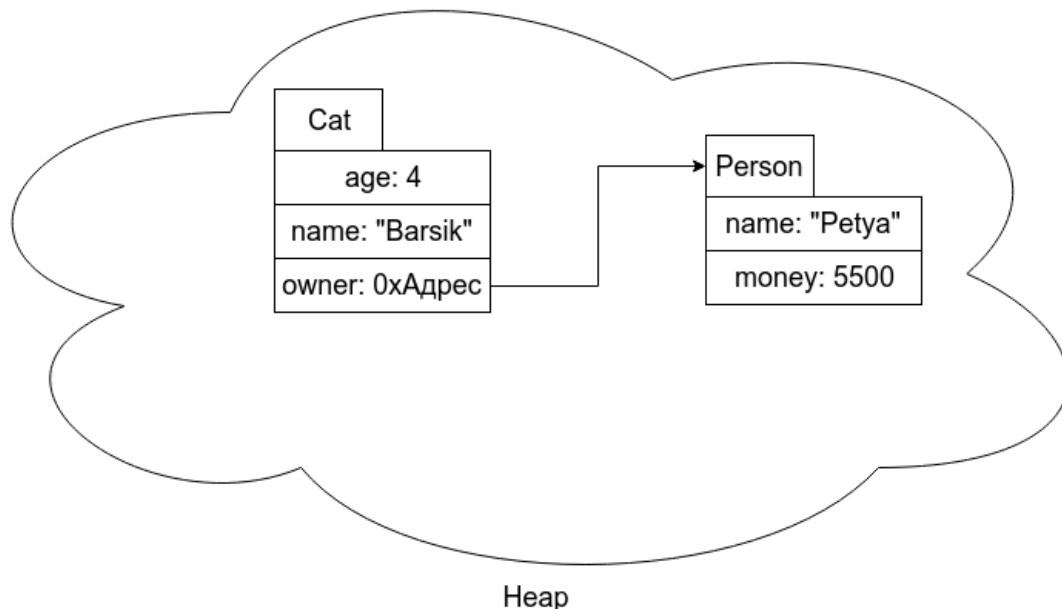 Cat
age: 4
name: "Barsik"
owner: 0xАдрес
Person
name: "Petya"
money: 5500
Heap